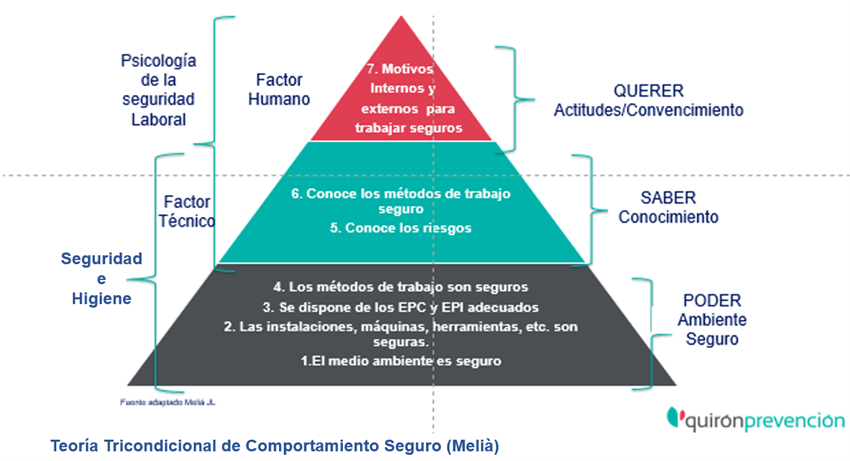 Psicología
de la
seguridad
Laboral
Factor
Humano
7. Motivos
Internos y
externos para
trabajar seguros
QUERER
Actitudes/Convencimiento
Factor
Técnico
6. Conoce los métodos de trabajo
seguro
5. Conoce los riesgos
SABER
Conocimiento
Seguridad
e
Higiene
4. Los métodos de trabajo son seguros
3. Se dispone de los EPC y EPI adecuados
2. Las instalaciones, máquinas, herramientas, etc. son
seguras.
1.El medio ambiente es seguro
PODER
Ambiente
Seguro
Fuente adaptado Meliá JL
quirónprevención
Teoría Tricondicional de Comportamiento Seguro (Melià)